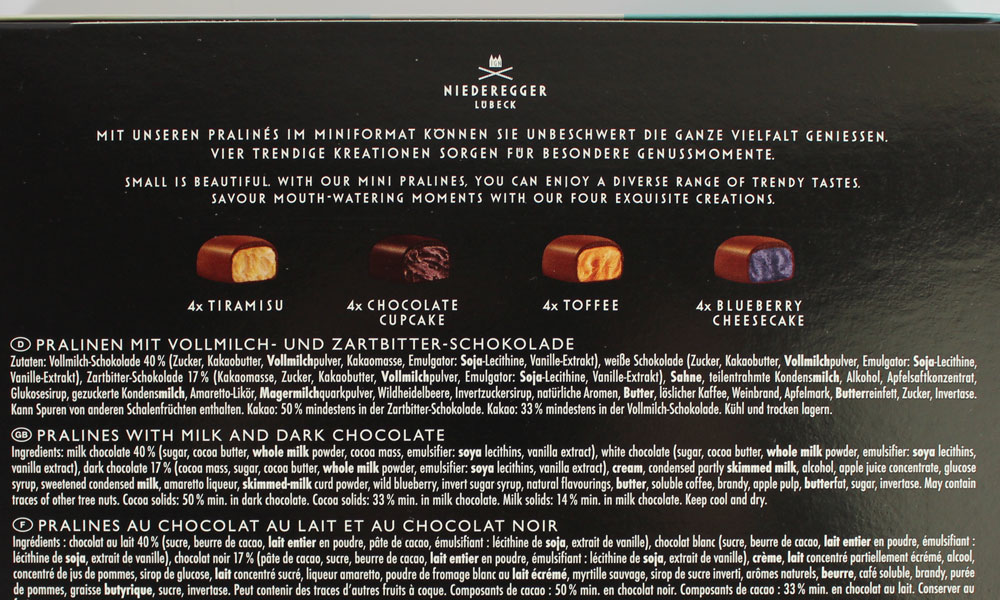 NIEDEREGGER
LÜBECK
MIT UNSEREN PRALINÉS IM MINIFORMAT KÖNNEN SIE UNBESCHWERT DIE GANZE VIELFALT GENIESSEN.
VIER TRENDIGE KREATIONEN SORGEN FÜR BESONDERE GENUSSMOMENTE.
SMALL IS BEAUTIFUL. WITH OUR MINI PRALINES, YOU CAN ENJOY A DIVERSE RANGE OF TRENDY TASTES.
SAVOUR MOUTH-WATERING MOMENTS WITH OUR FOUR EXQUISITE CREATIONS.
4x TIRAMISU
4x CHOCOLATE
CUPCAKE
4x TOFFEE
4x BLUEBERRY
CHEESECAKE
D PRALINEN MIT VOLLMILCH- UND ZARTBITTER-SCHOKOLADE
Zutaten: Vollmilch-Schokolade 40 % (Zucker, Kakaobutter, Vollmilchpulver, Kakaomasse, Emulgator: Soja-Lecithine, Vanille-Extrakt), weiße Schokolade (Zucker, Kakaobutter, Vollmilchpulver, Emulgator: Soja-Lecithine,
Vanille-Extrakt), Zartbitter-Schokolade 17 % (Kakaomasse, Zucker, Kakaobutter, Vollmilchpulver, Emulgator: Soja-Lecithine, Vanille-Extrakt), Sahne, teilentrahmte Kondensmilch, Alkohol, Apfelsaftkonzentrat,
Glukosesirup, gezuckerte Kondensmilch, Amaretto-Likör, Magermilchquarkpulver, Wildheidelbeere, Invertzuckersirup, natürliche Aromen, Butter, löslicher Kaffee, Weinbrand, Apfelmark, Butterreinfett, Zucker, Invertase.
Kann Spuren von anderen Schalenfrüchten enthalten. Kakao: 50 % mindestens in der Zartbitter-Schokolade. Kakao: 33 % mindestens in der Vollmilch-Schokolade. Kühl und trocken lagern.
GB PRALINES WITH MILK AND DARK CHOCOLATE
Ingredients: milk chocolate 40 % (sugar, cocoa butter, whole milk powder, cocoa mass, emulsifier: soya lecithins, vanilla extract), white chocolate (sugar, cocoa butter, whole milk powder, emulsifier: soya lecithins,
vanilla extract), dark chocolate 17 % (cocoa mass, sugar, cocoa butter, whole milk powder, emulsifier: soya lecithins, vanilla extract), cream, condensed partly skimmed milk, alcohol, apple juice concentrate, glucose
syrup, sweetened condensed milk, amaretto liqueur, skimmed-milk curd powder, wild blueberry, invert sugar syrup, natural flavourings, butter, soluble coffee, brandy, apple pulp, butterfat, sugar, invertase. May contain
traces of other tree nuts. Cocoa solids: 50 % min. in dark chocolate. Cocoa solids: 33 % min. in milk chocolate. Milk solids: 14 % min. in milk chocolate. Keep cool and dry.
F PRALINES AU CHOCOLAT AU LAIT ET AU CHOCOLAT NOIR
Ingrédients : chocolat au lait 40 % (sucre, beurre de cacao, lait entier en poudre, pâte de cacao, émulsifiant : lécithine de soja, extrait de vanille), chocolat blanc (sucre, beurre de cacao, lait entier en poudre, émulsifiant :
lécithine de soja, extrait de vanille), chocolat noir 17 % (pâte de cacao, sucre, beurre de cacao, lait entier en poudre, émulsifiant : lécithine de soja, extrait de vanille), crème, lait concentré partiellement écrémé, alcool,
concentré de jus de pommes, sirop de glucose, lait concentré sucré, liqueur amaretto, poudre de fromage blanc au lait écrémé, myrtille sauvage, sirop de sucre inverti, arômes naturels, beurre, café soluble, brandy, purée
de pommes, graisse butyrique, sucre, invertase. Peut contenir des traces d'autres fruits à coque. Composants de cacao : 50 % min. en chocolat noir. Composants de cacao : 33 % min. en chocolat au lait. Conserver au